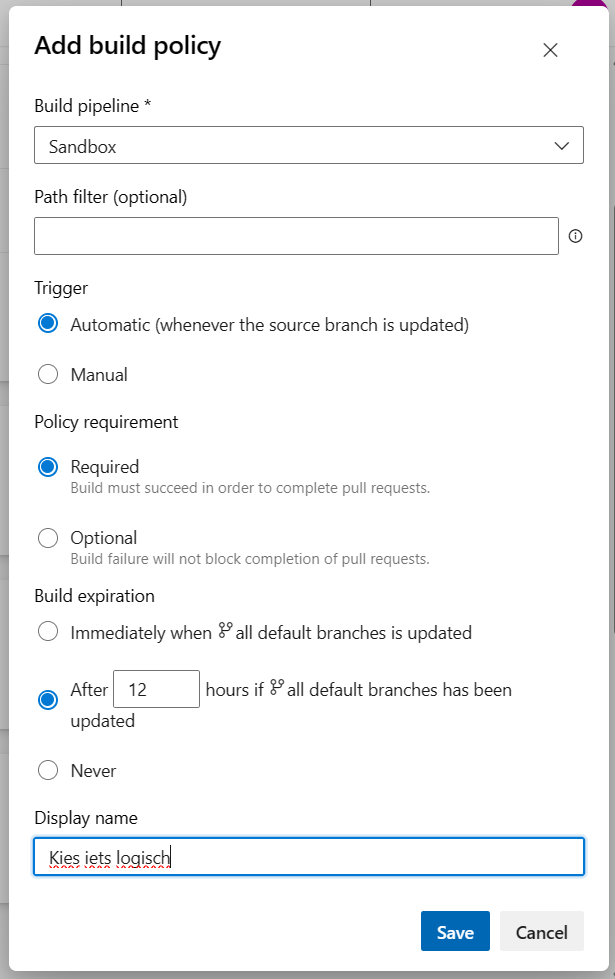 Add build policy
Build pipeline *
Sandbox
Path filter (optional)
Trigger
Automatic (whenever the source branch is updated)
Manual
Policy requirement
Required
Build must succeed in order to complete pull requests.
Optional
Build failure will not block completion of pull requests.
Build expiration
Immediately when all default branches is updated
After 12 hours if all default branches has been
updated
Never
Display name
Kies iets logisch
Save Cancel